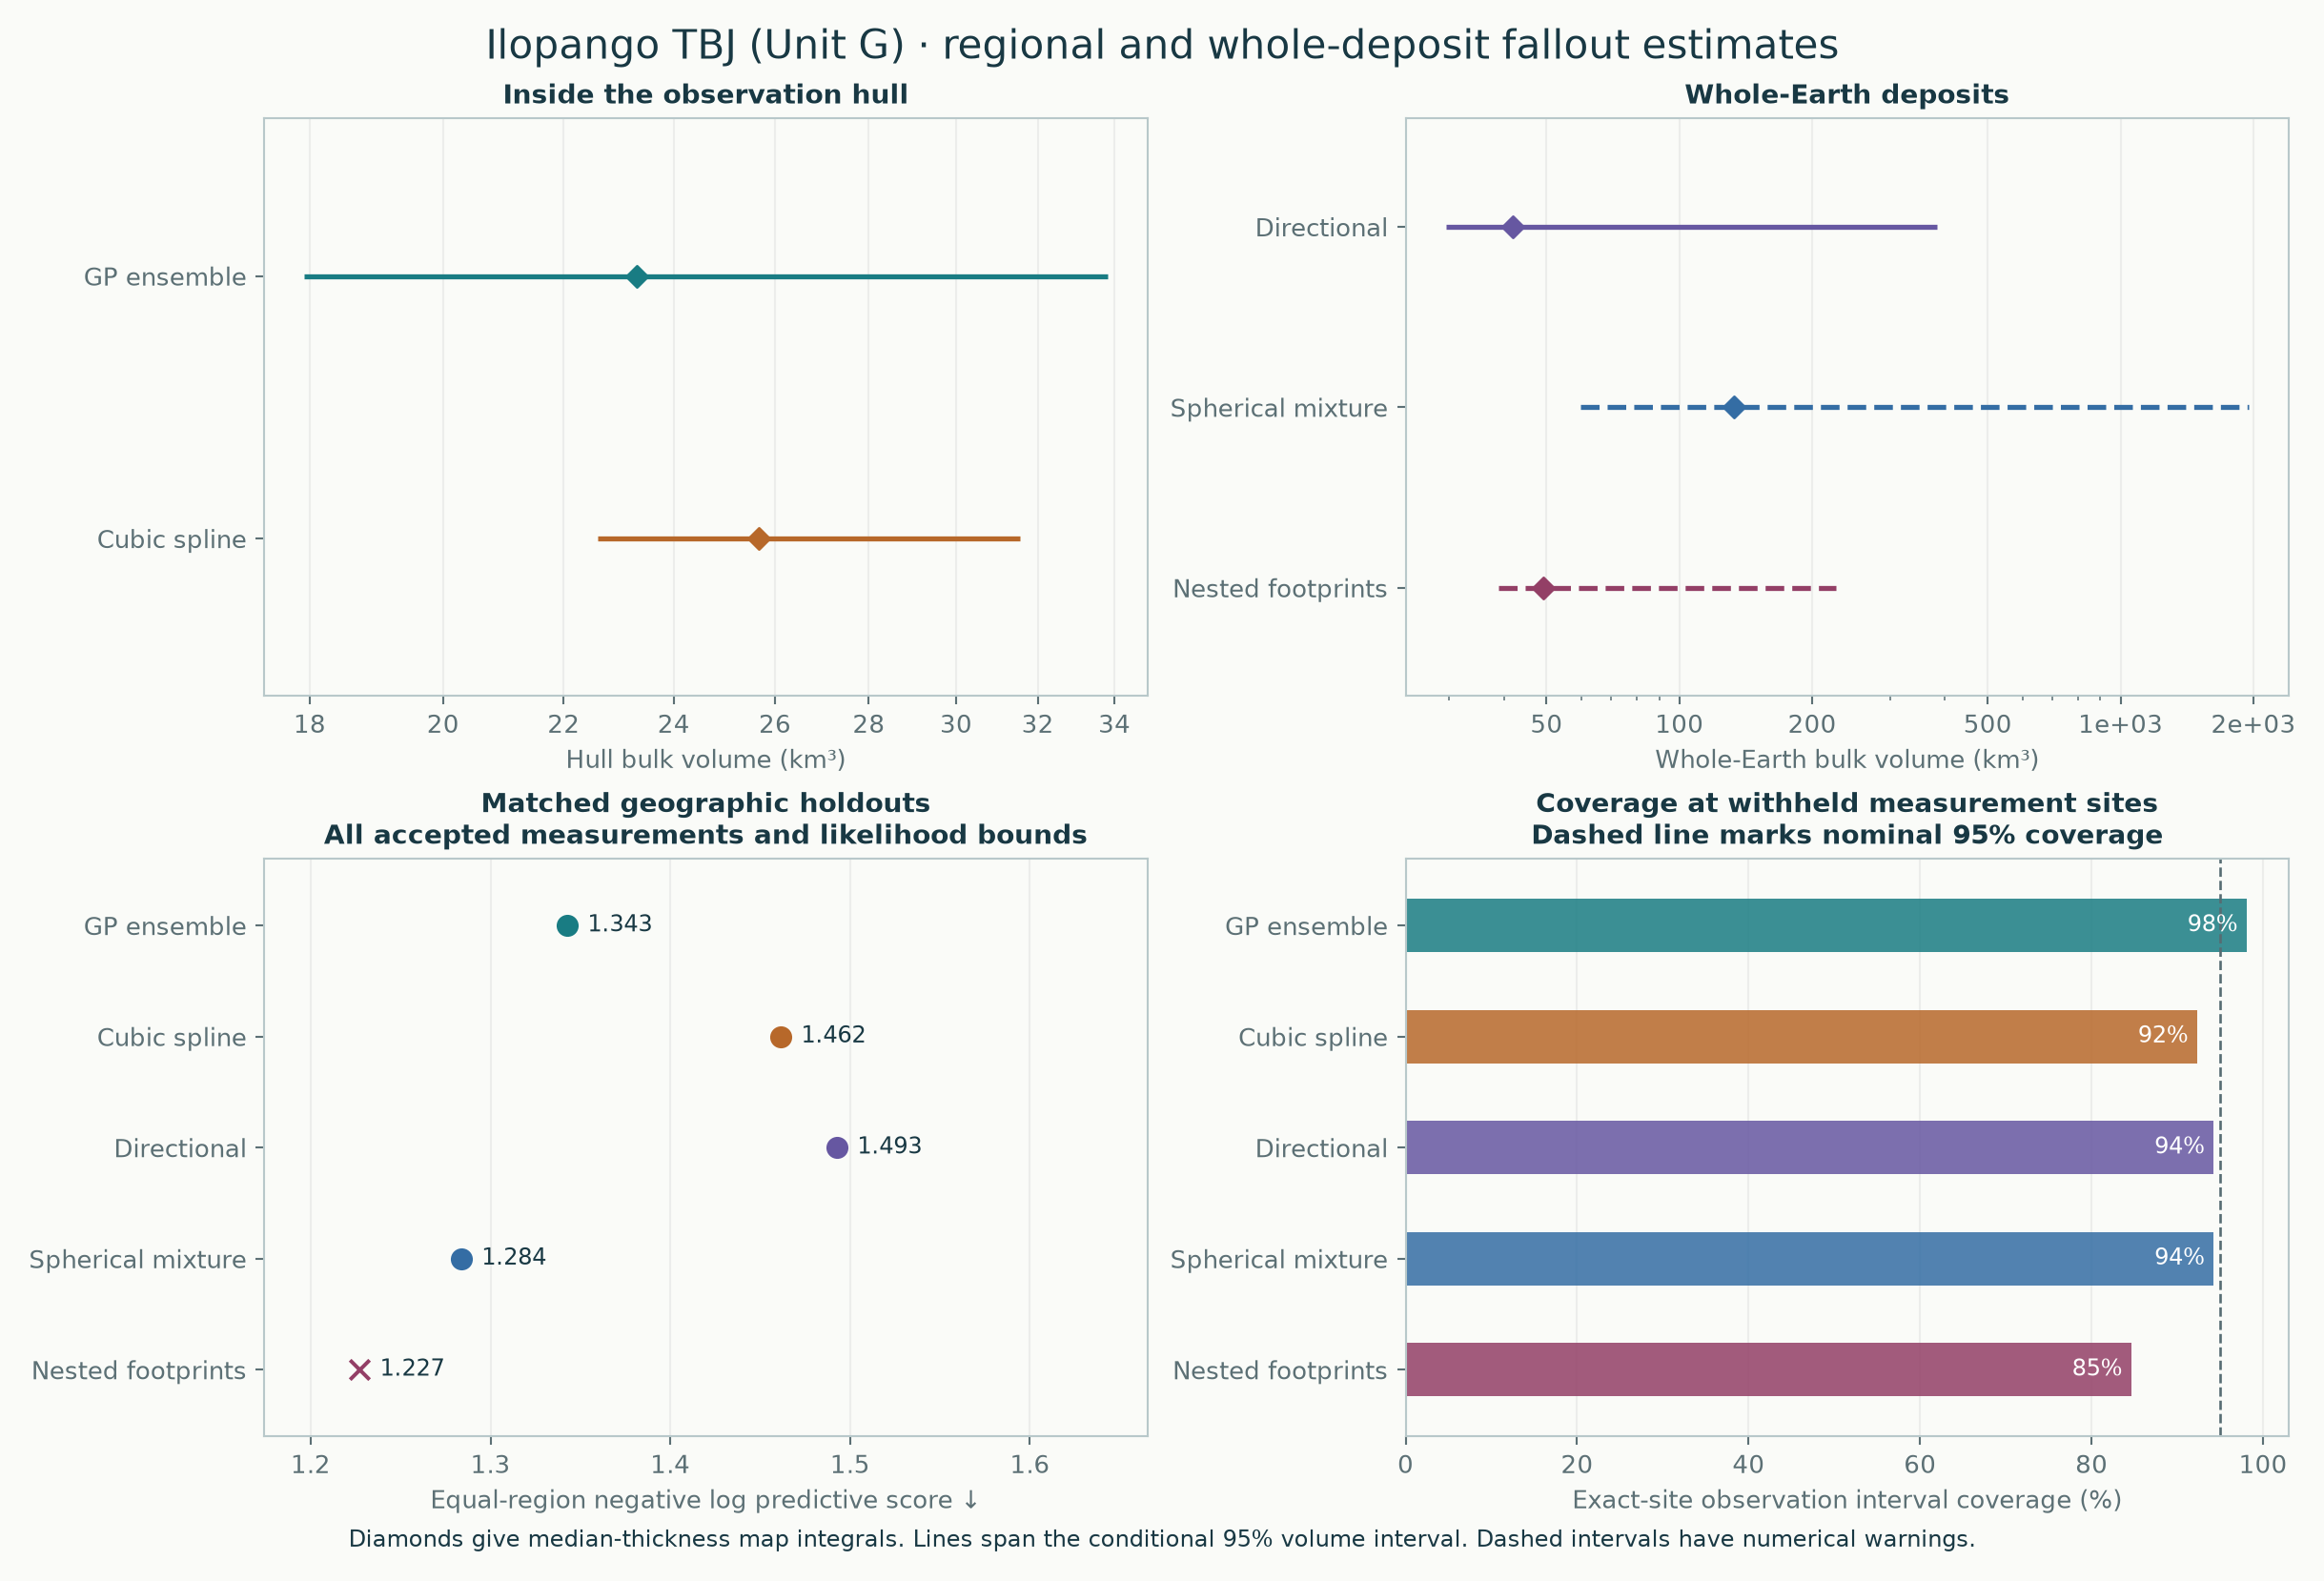 Ilopango TBJ (Unit G) · regional and whole-deposit fallout estimates
Inside the observation hull
GP ensemble
Cubic spline
18 20 22 24 26 28 30 32 34
Hull bulk volume (km³)
Whole-Earth deposits
Directional
Spherical mixture
Nested footprints
50 100 200 500 1e+03 2e+03
Whole-Earth bulk volume (km³)
Matched geographic holdouts
All accepted measurements and likelihood bounds
GP ensemble 1.343
Cubic spline 1.462
Directional 1.493
Spherical mixture 1.284
Nested footprints 1.227
1.2 1.3 1.4 1.5 1.6
Equal-region negative log predictive score ↓
Coverage at withheld measurement sites
Dashed line marks nominal 95% coverage
GP ensemble 98%
Cubic spline 92%
Directional 94%
Spherical mixture 94%
Nested footprints 85%
0 20 40 60 80 100
Exact-site observation interval coverage (%)
Diamonds give median-thickness map integrals. Lines span the conditional 95% volume interval. Dashed intervals have numerical warnings.